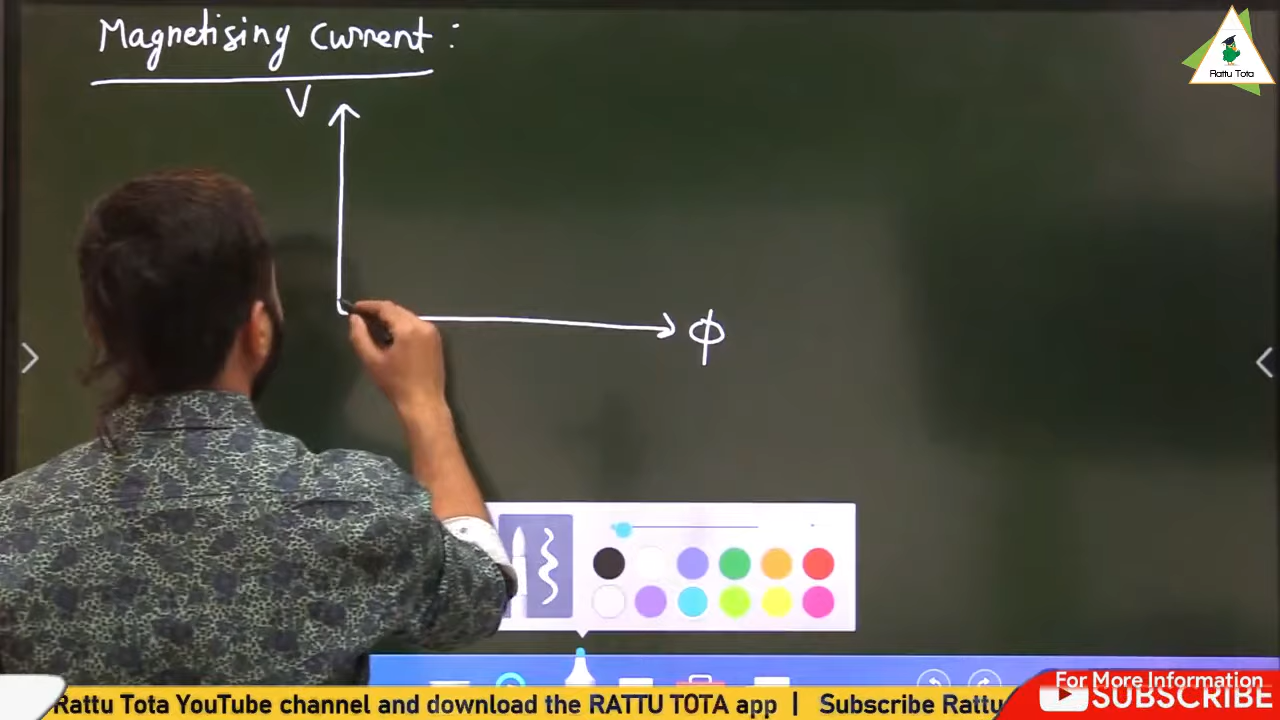 Magnetising Current :
V
ϕ
Rattu Tota
Rattu Tota YouTube channel and download the RATTU TOTA app | Subscribe Rattu
For More Information
SUBSCRIBE